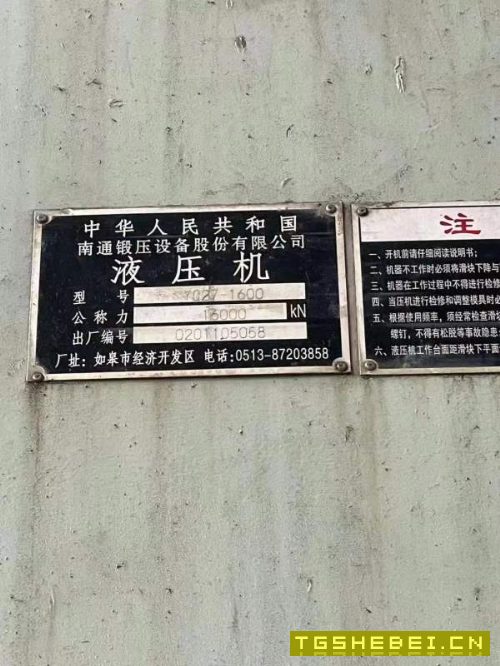 中华人民共和国
南通锻压设备股份有限公司
液压机
型号 YQ27-1600
公称力 16000 kN
出厂编号 0201105058
厂址: 如皋市经济开发区 电话:0513-87203858
注
一、开机前请仔细阅读说明书;
二、机器不工作时必须将滑块下降与
三、机器在工作过程中不得进行检修
四、当压机进行检修和调整模具时必
五、根据使用频率, 须经常检查滑块
螺钉, 不得有松脱等事故隐患
六、液压机工作台面距滑块下平面
TGSHEBEI.CN